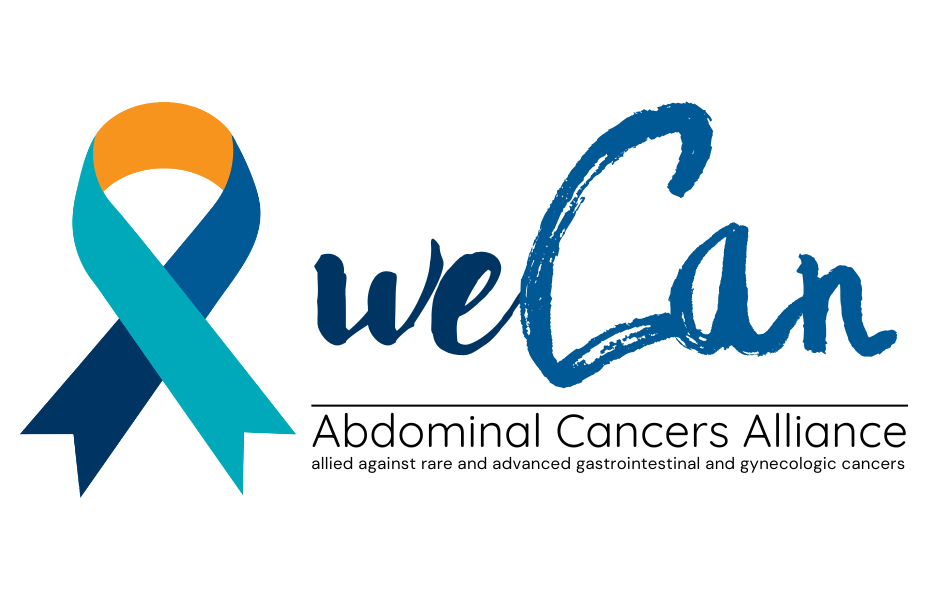 weCan
Abdominal Cancers Alliance
allied against rare and advanced gastrointestinal and gynecologic cancers